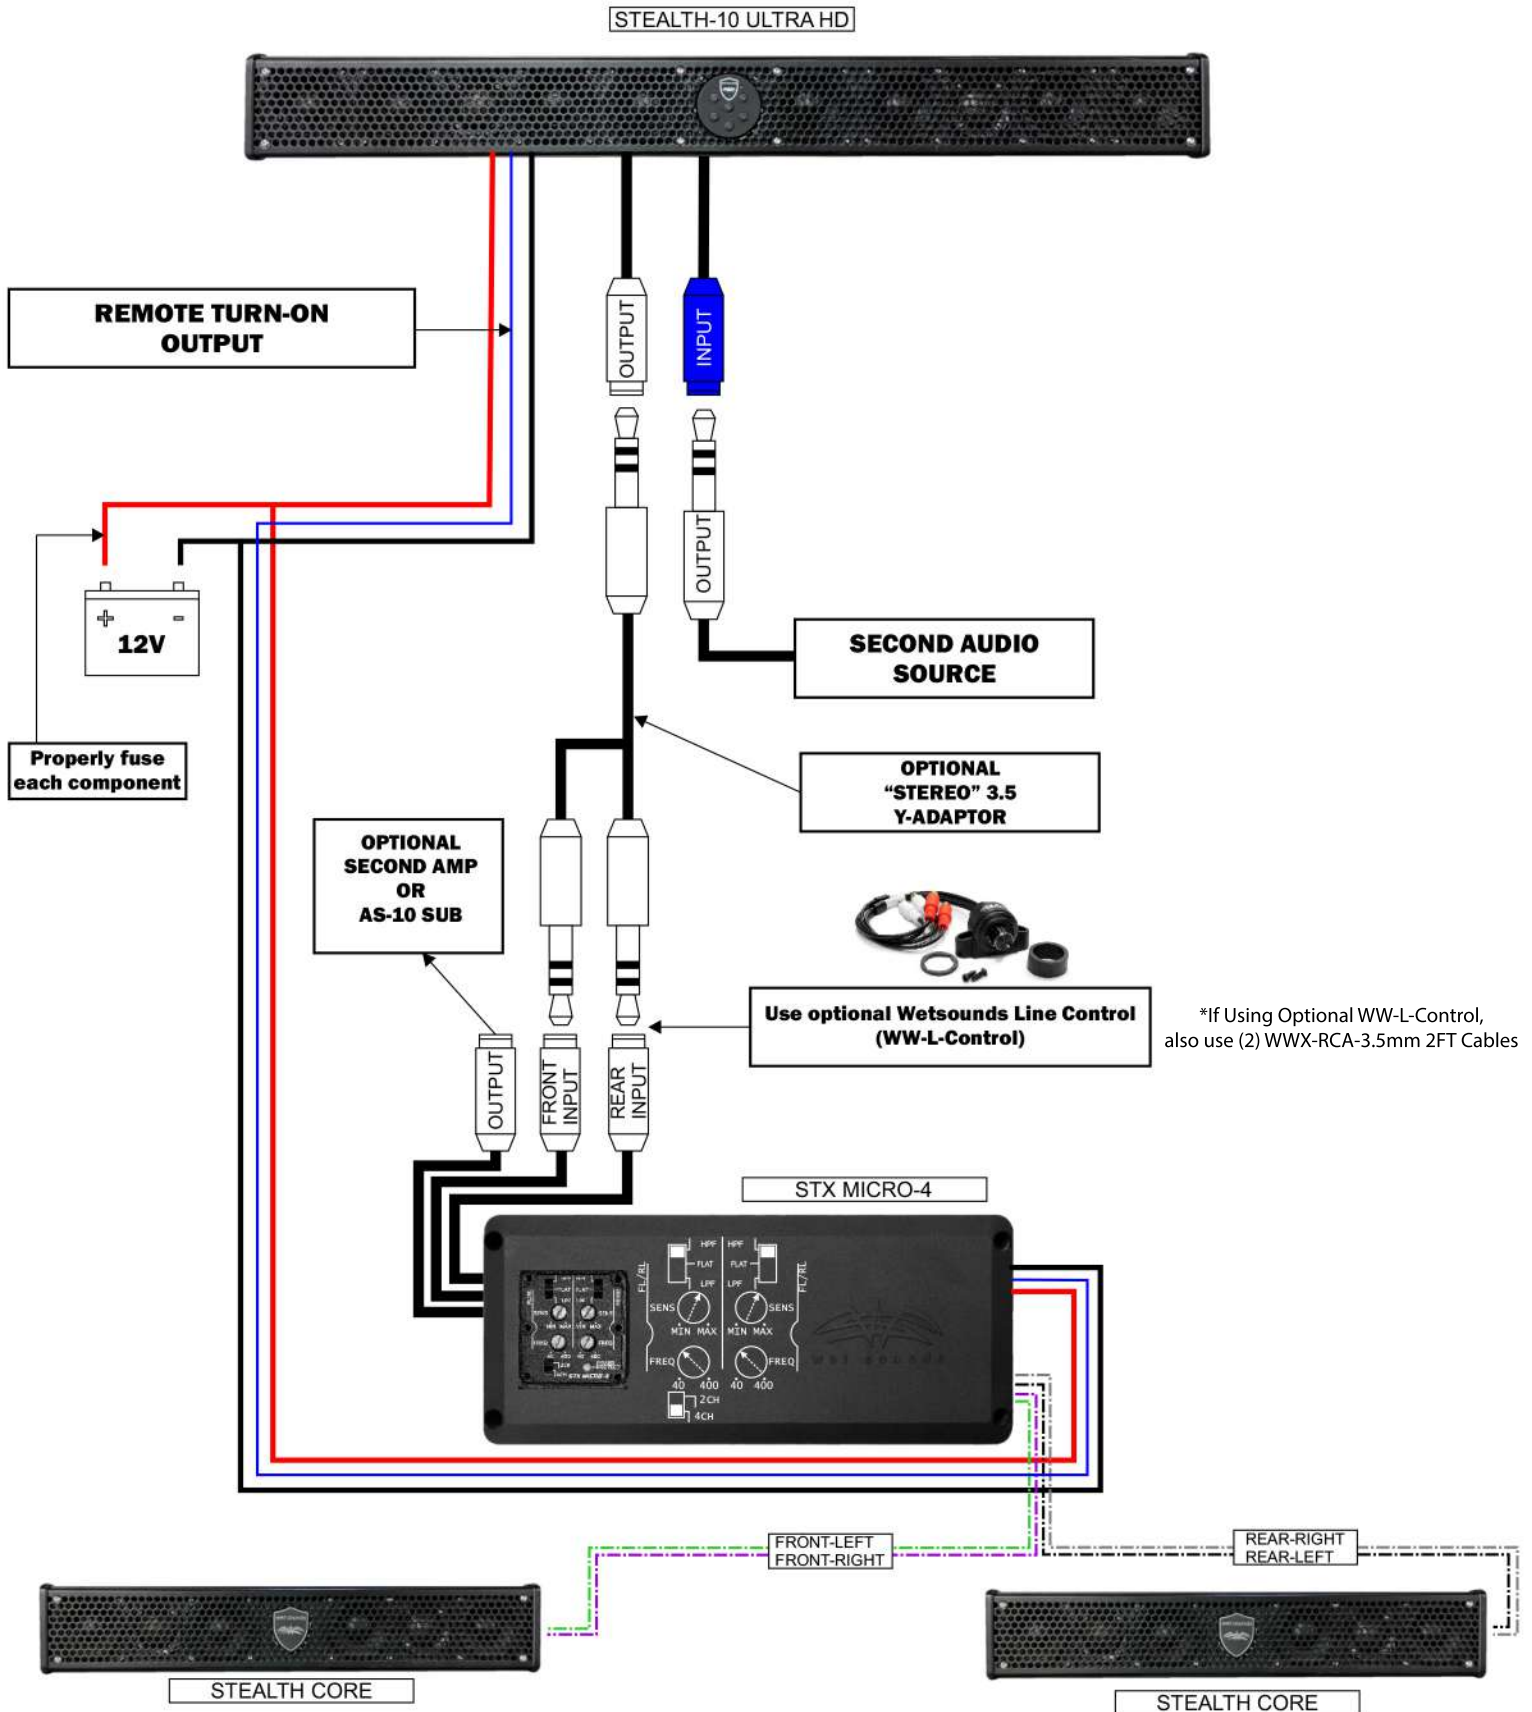 STEALTH-10 ULTRA HD
REMOTE TURN-ON
OUTPUT
OUTPUT
INPUT
OUTPUT
+ -
12V
SECOND AUDIO
SOURCE
Properly fuse
each component
OPTIONAL
“STEREO” 3.5
Y-ADAPTOR
OPTIONAL
SECOND AMP
OR
AS-10 SUB
Use optional Wetsounds Line Control
(WW-L-Control)
*If Using Optional WW-L-Control,
also use (2) WWX-RCA-3.5mm 2FT Cables
OUTPUT
FRONT
INPUT
REAR
INPUT
STX MICRO-4
HPF HPF
FLAT FLAT
LPF LPF
FL/RL
FL/RL
SENS SENS
MIN MAX MIN MAX
FREQ FREQ
40 400 40 400
2CH
4CH
STX MICRO-4
WET SOUNDS
FRONT-LEFT
FRONT-RIGHT
REAR-RIGHT
REAR-LEFT
STEALTH CORE
STEALTH CORE